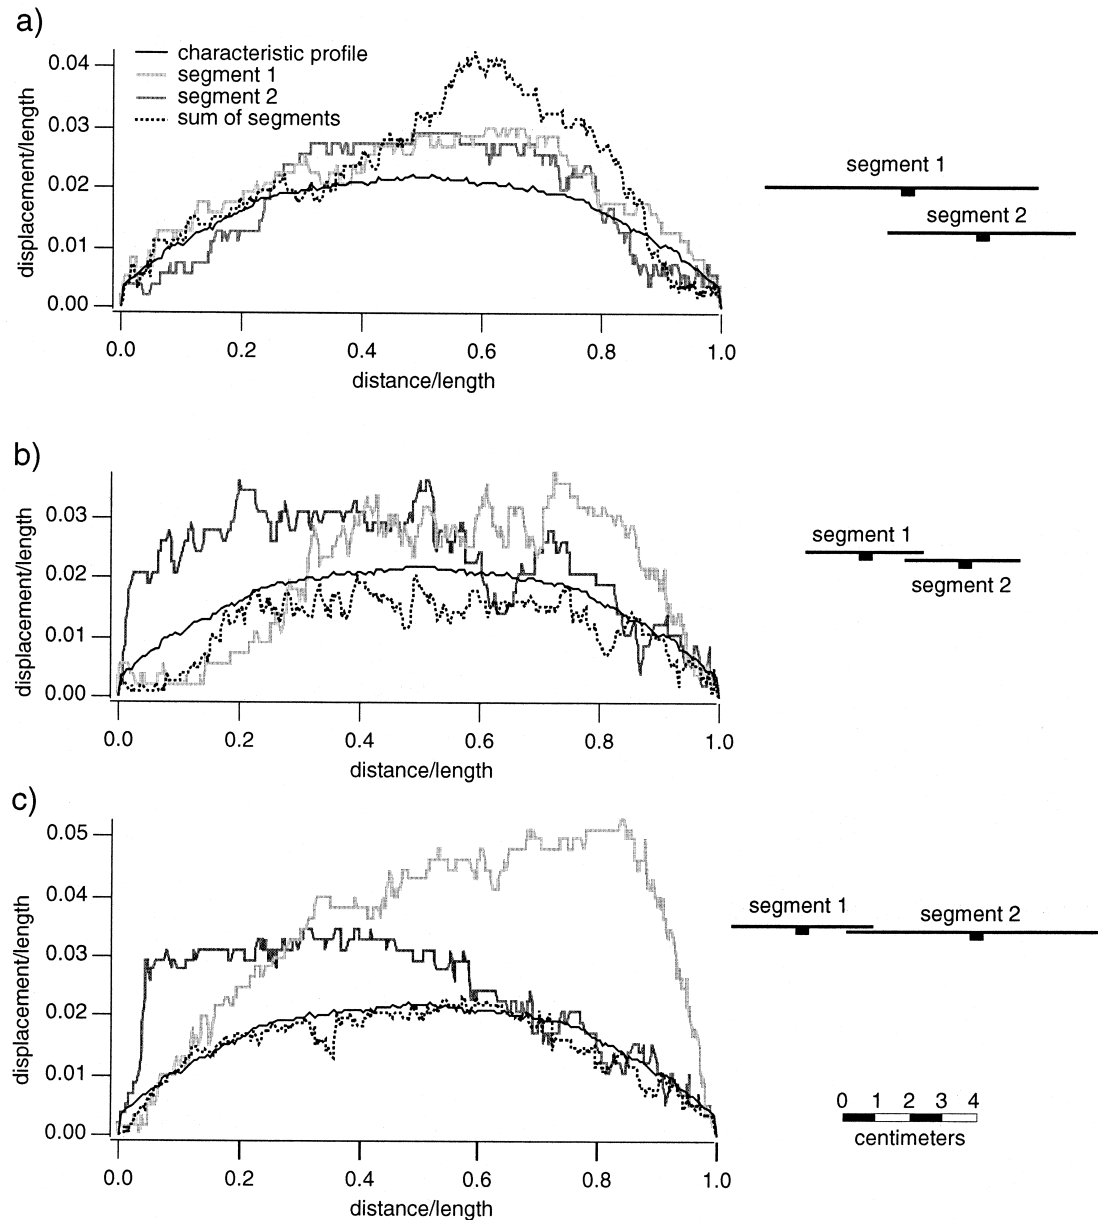 a)
characteristic profile
segment 1
segment 2
sum of segments
0.04
0.03
0.02
0.01
0.00
displacement/length
0.0 0.2 0.4 0.6 0.8 1.0
distance/length
segment 1
segment 2
b)
0.03
0.02
0.01
0.00
displacement/length
0.0 0.2 0.4 0.6 0.8 1.0
distance/length
segment 1
segment 2
c)
0.05
0.04
0.03
0.02
0.01
0.00
displacement/length
0.0 0.2 0.4 0.6 0.8 1.0
distance/length
segment 1
segment 2
0 1 2 3 4
centimeters